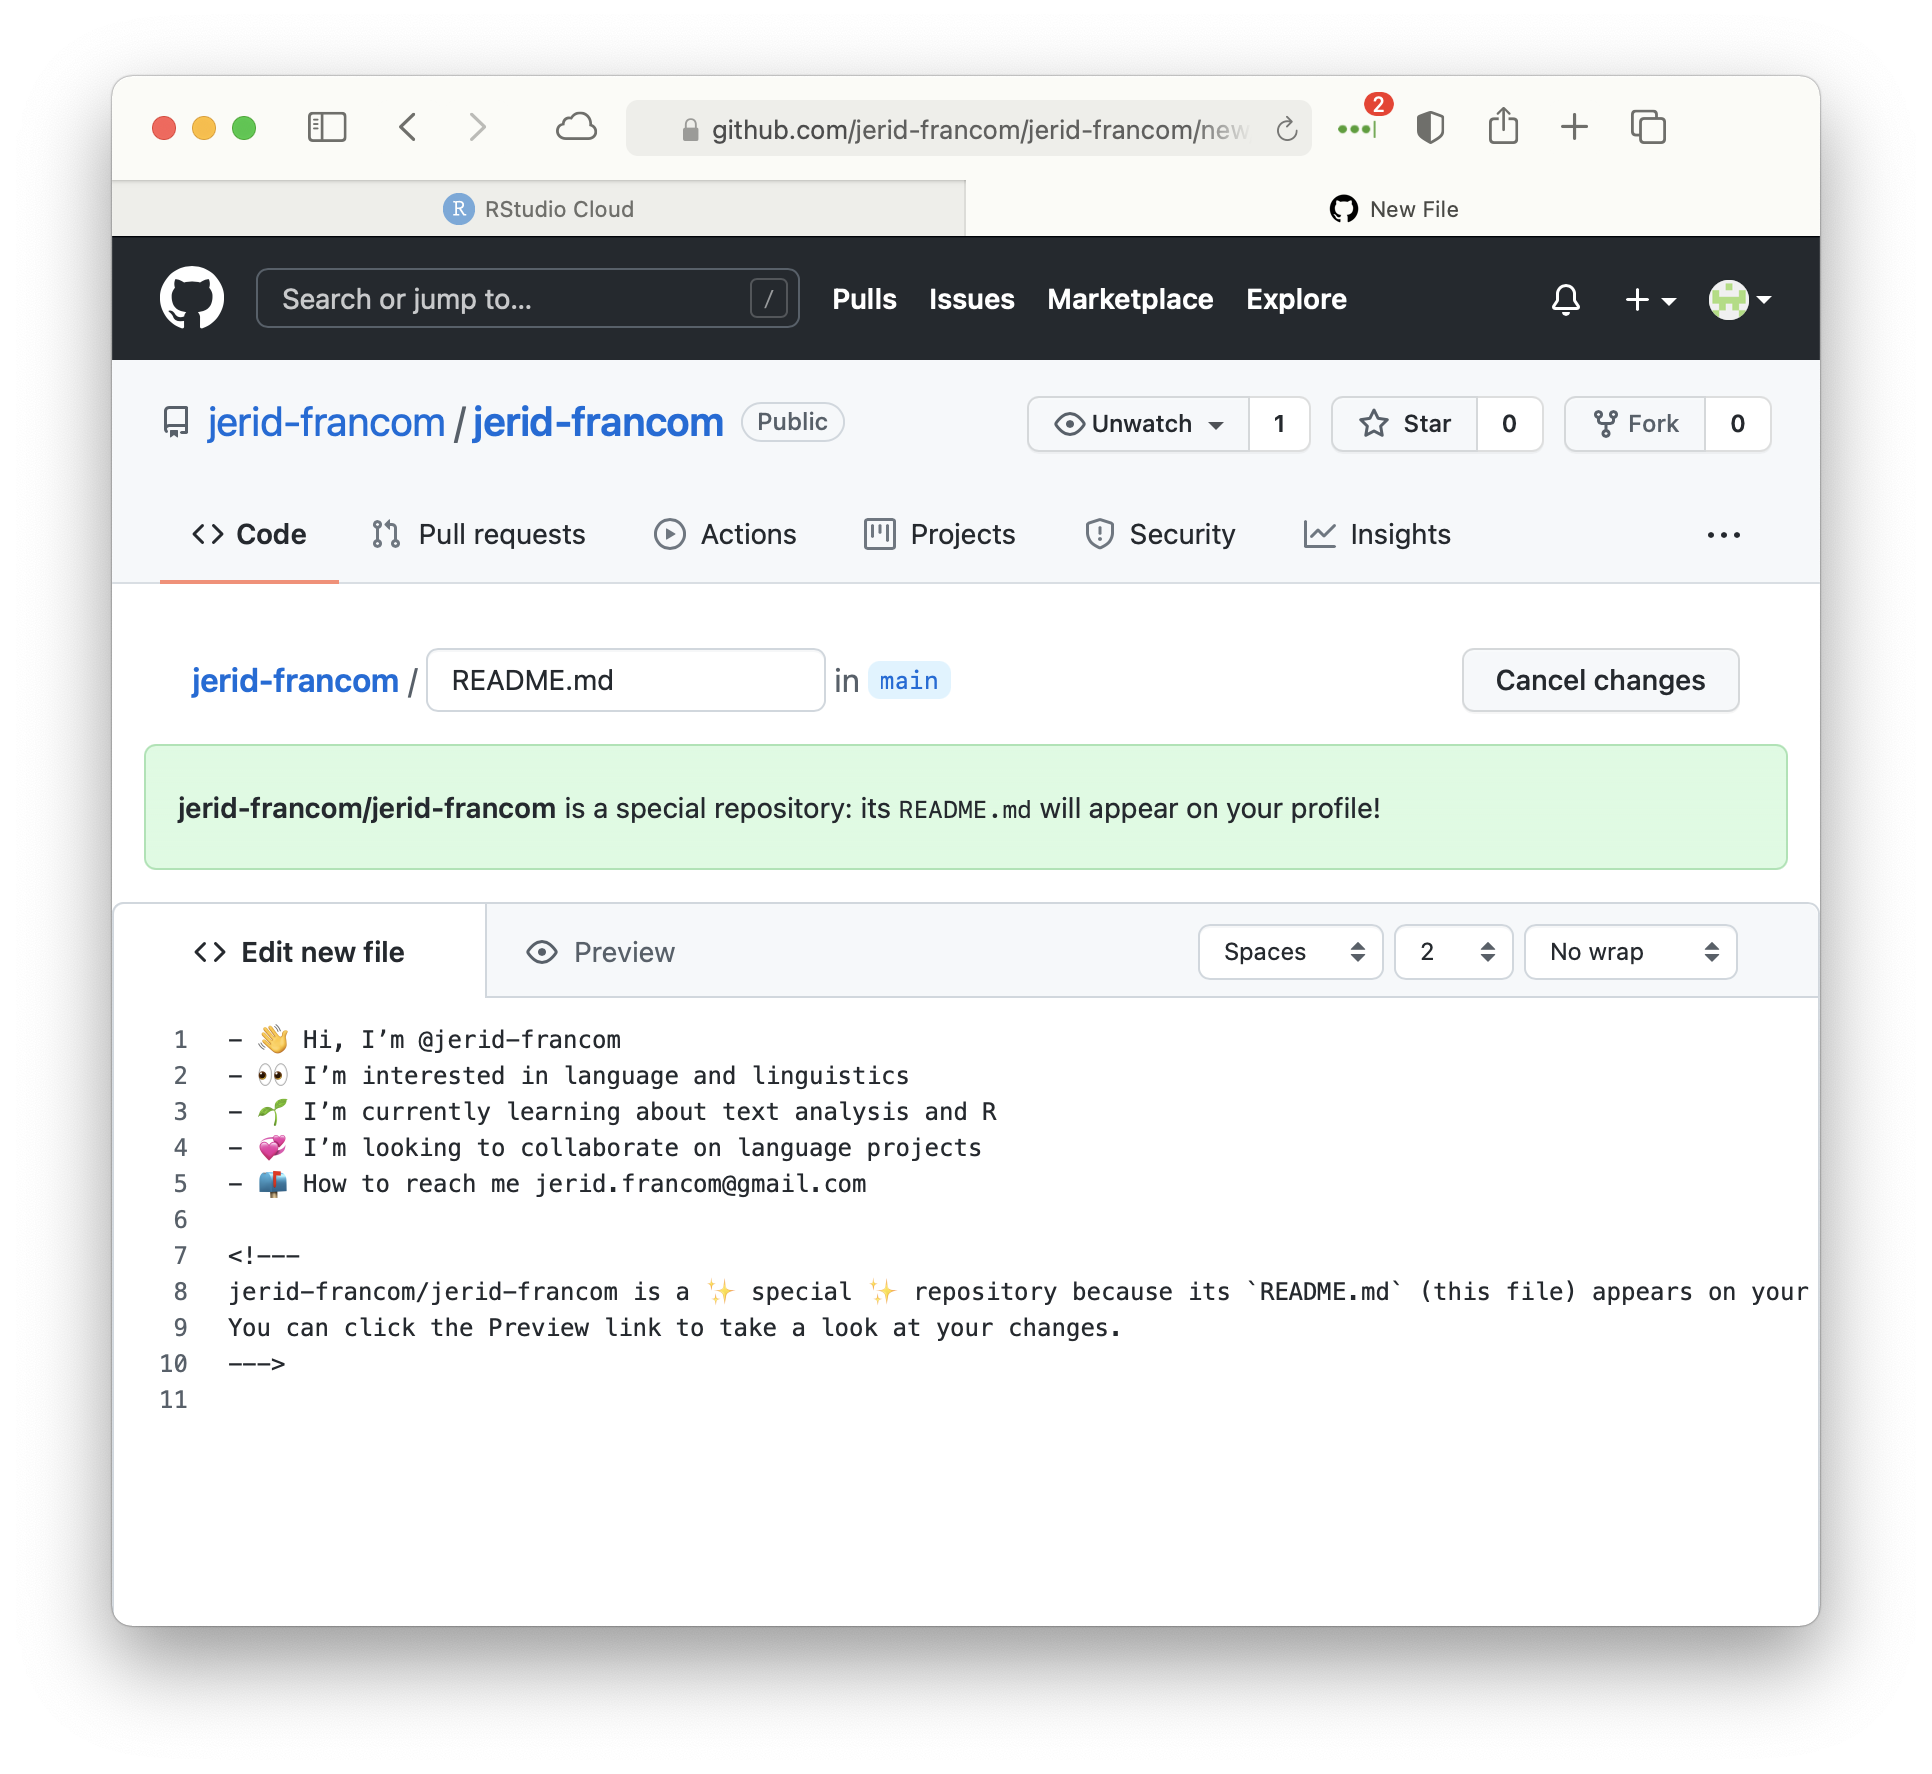 github.com/jerid-francom/jerid-francom/new
2
RStudio Cloud
New File
Search or jump to... /
Pulls Issues Marketplace Explore
jerid-francom / jerid-francom Public
Unwatch 1 Star 0 Fork 0
Code Pull requests Actions Projects Security Insights
jerid-francom / README.md in main Cancel changes
jerid-francom/jerid-francom is a special repository: its README.md will appear on your profile!
Edit new file Preview Spaces 2 No wrap
1 - 👋 Hi, I’m @jerid-francom
2 - 👀 I’m interested in language and linguistics
3 - 🌱 I’m currently learning about text analysis and R
4 - 💞️ I’m looking to collaborate on language projects
5 - 📫 How to reach me jerid.francom@gmail.com
6
7 <!---
8 jerid-francom/jerid-francom is a ✨ special ✨ repository because its `README.md` (this file) appears on your
9 You can click the Preview link to take a look at your changes.
10 --->
11